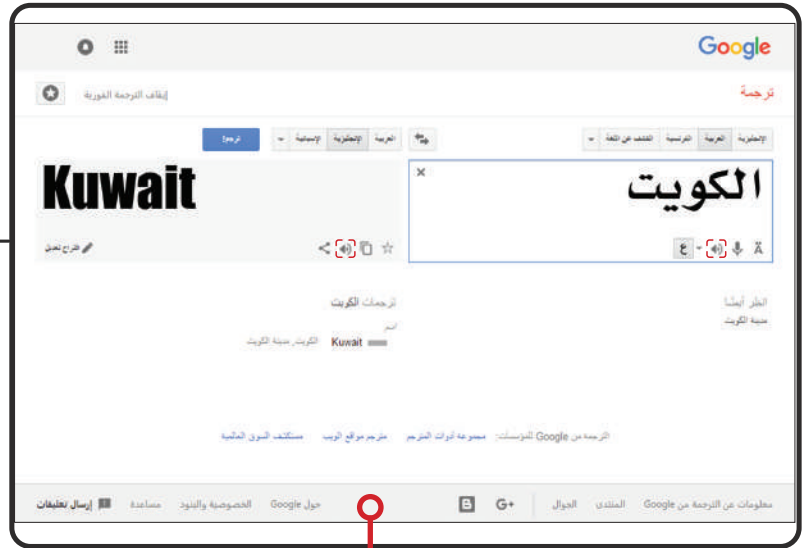 Google
ترجمة
إيقاف الترجمة الفورية
الإنجليزية العربية الفرنسية اكتشف عن اللغة
العربية الإنجليزية الإسبانية
ترجم
الكويت
Kuwait
Ä
ع
اقتراح تعديل
انظر أيضًا
مدينة الكويت
ترجمات الكويت
اسم
Kuwait
الكويت, مدينة الكويت
الترجمة من Google للمؤسسات: مجموعة أدوات المترجم مترجم مواقع الويب مستكشف السوق العالمية
معلومات عن الترجمة من Google المنتدى الجوال G+ B حول Google الخصوصية والبنود مساعدة إرسال تعليقات